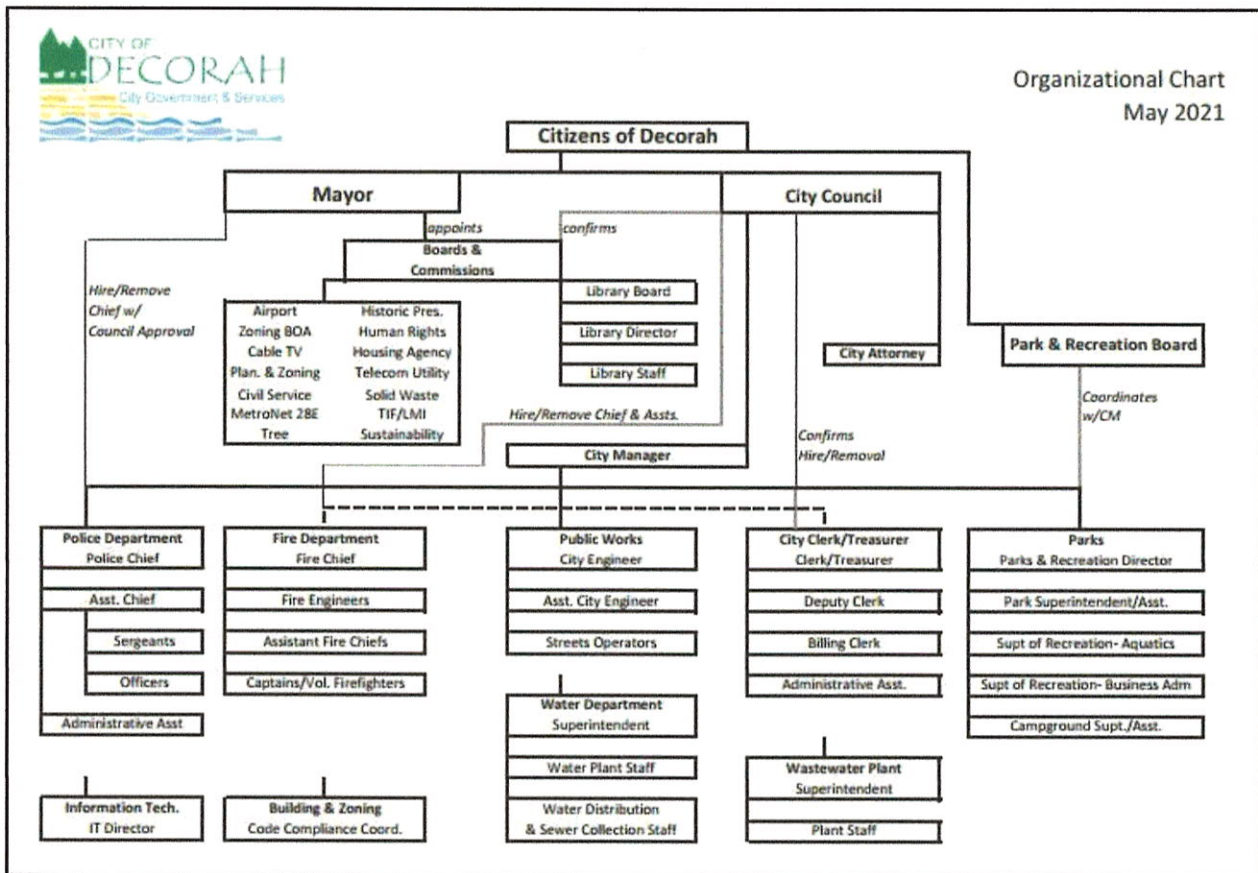 CITY OF
DECORAH
City Government & Services
Organizational Chart
May 2021
Citizens of Decorah
Mayor
City Council
appoints
confirms
Boards &
Commissions
Hire/Remove
Chief w/
Council Approval
Airport
Historic Pres.
Zoning BOA
Human Rights
Cable TV
Housing Agency
Plan. & Zoning
Telecom Utility
Civil Service
Solid Waste
MetroNet 28E
TIF/LMI
Tree
Sustainability
Library Board
Library Director
Library Staff
City Attorney
Park & Recreation Board
Hire/Remove Chief & Assts.
Coordinates
w/CM
Confirms
Hire/Removal
City Manager
Police Department
Police Chief
Asst. Chief
Sergeants
Officers
Administrative Asst
Fire Department
Fire Chief
Fire Engineers
Assistant Fire Chiefs
Captains/Vol. Firefighters
Public Works
City Engineer
Asst. City Engineer
Streets Operators
City Clerk/Treasurer
Clerk/Treasurer
Deputy Clerk
Billing Clerk
Administrative Asst.
Parks
Parks & Recreation Director
Park Superintendent/Asst.
Supt of Recreation- Aquatics
Supt of Recreation- Business Adm
Campground Supt./Asst.
Information Tech.
IT Director
Building & Zoning
Code Compliance Coord.
Water Department
Superintendent
Water Plant Staff
Water Distribution
& Sewer Collection Staff
Wastewater Plant
Superintendent
Plant Staff